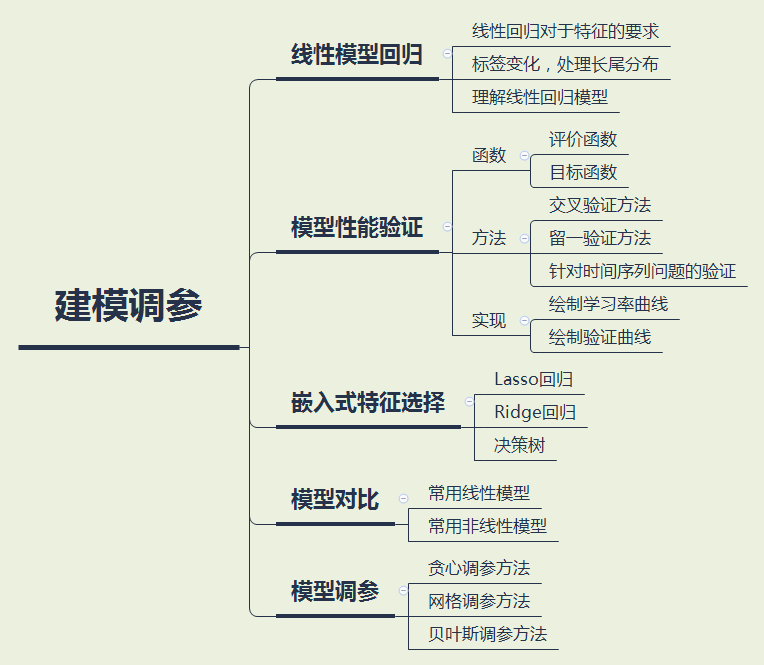 建模调参
线性模型回归
线性回归对于特征的要求
标签变化，处理长尾分布
理解线性回归模型
模型性能验证
函数
评价函数
目标函数
方法
交叉验证方法
留一验证方法
针对时间序列问题的验证
实现
绘制学习率曲线
绘制验证曲线
嵌入式特征选择
Lasso回归
Ridge回归
决策树
模型对比
常用线性模型
常用非线性模型
模型调参
贪心调参方法
网格调参方法
贝叶斯调参方法